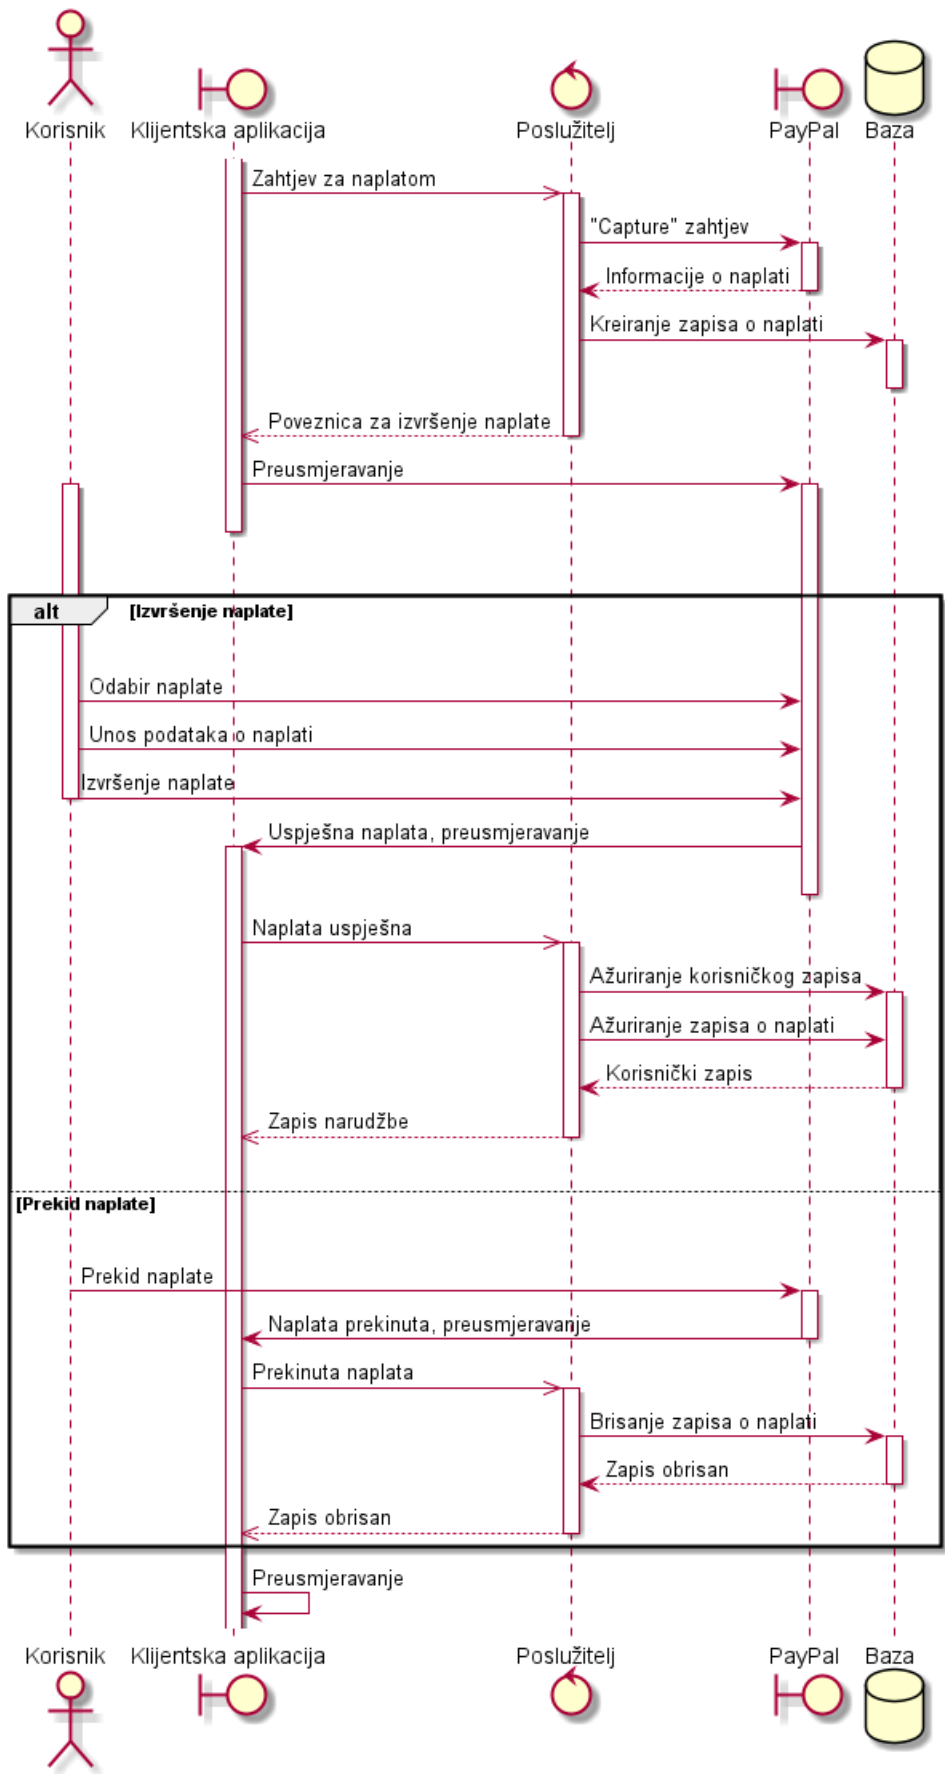 Korisnik
Klijentska aplikacija
Poslužitelj
PayPal
Baza
Zahtjev za naplatom
"Capture" zahtjev
Informacije o naplati
Kreiranje zapisa o naplati
Poveznica za izvršenje naplate
Preusmjeravanje
alt
[Izvršenje naplate]
Odabir naplate
Unos podataka o naplati
Izvršenje naplate
Uspješna naplata, preusmjeravanje
Naplata uspješna
Ažuriranje korisničkog zapisa
Ažuriranje zapisa o naplati
Korisnički zapis
Zapis narudžbe
[Prekid naplate]
Prekid naplate
Naplata prekinuta, preusmjeravanje
Prekinuta naplata
Brisanje zapisa o naplati
Zapis obrisan
Zapis obrisan
Preusmjeravanje
Korisnik
Klijentska aplikacija
Poslužitelj
PayPal
Baza